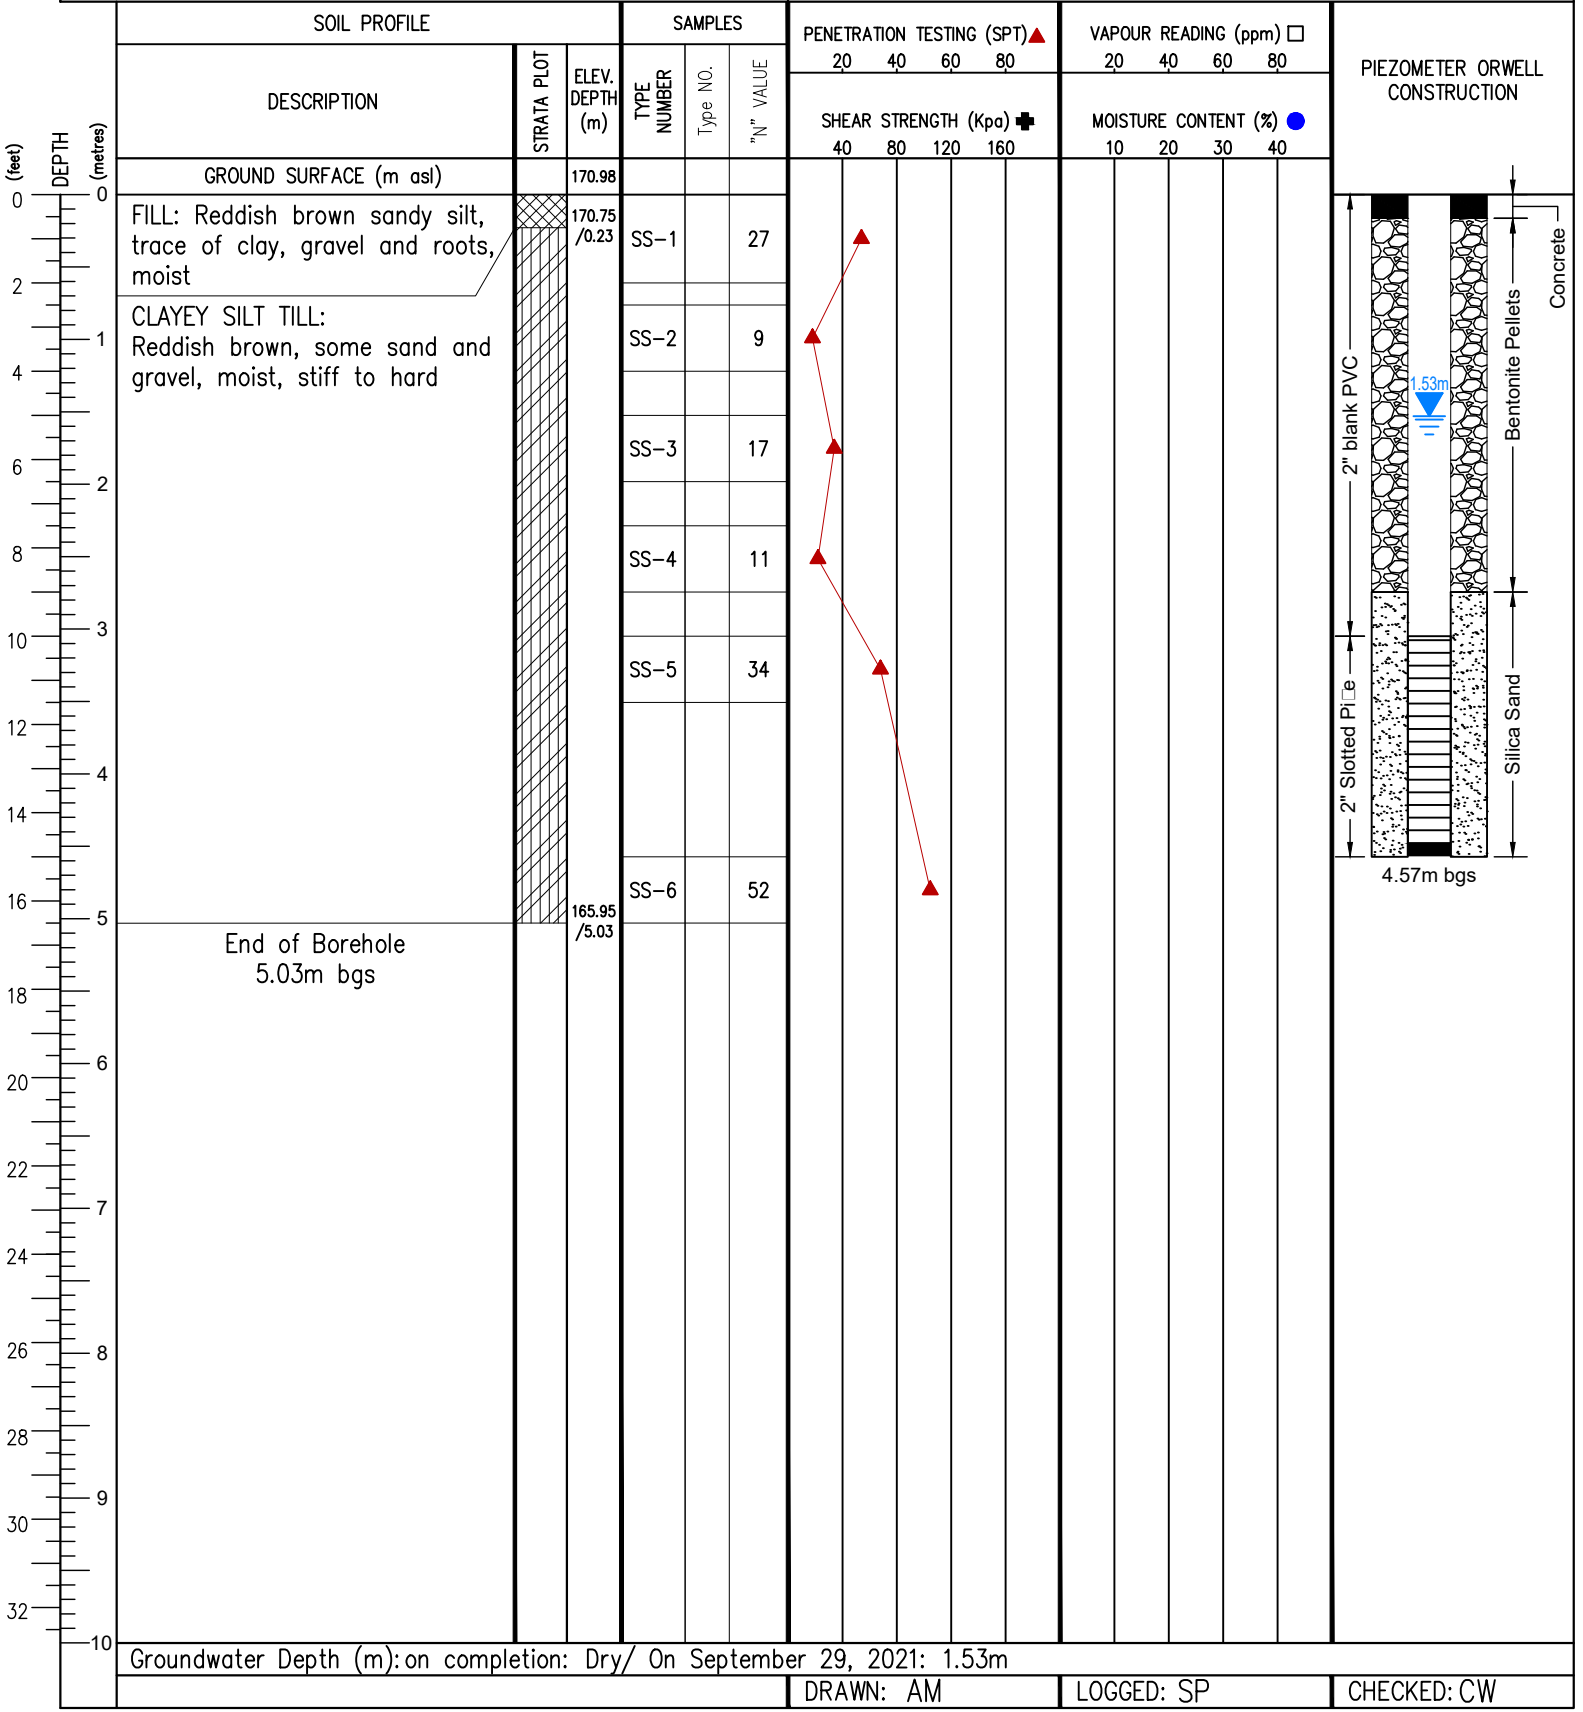 SOIL PROFILE
SAMPLES
PENETRATION TESTING (SPT)
20 40 60 80
SHEAR STRENGTH (Kpa)
40 80 120 160
VAPOUR READING (ppm)
20 40 60 80
MOISTURE CONTENT (%)
10 20 30 40
PIEZOMETER ORWELL
CONSTRUCTION
DEPTH
(feet)
(metres)
DESCRIPTION
STRATA PLOT
ELEV.
DEPTH
(m)
TYPE
NUMBER
Type NO.
"N" VALUE
GROUND SURFACE (m asl)
170.98
FILL: Reddish brown sandy silt,
trace of clay, gravel and roots,
moist
170.75
/0.23
CLAYEY SILT TILL:
Reddish brown, some sand and
gravel, moist, stiff to hard
SS-1 27
SS-2 9
SS-3 17
SS-4 11
SS-5 34
SS-6 52
165.95
/5.03
End of Borehole
5.03m bgs
0
2
4
6
8
10
12
14
16
18
20
22
24
26
28
30
32
0
1
2
3
4
5
6
7
8
9
10
Concrete
Bentonite Pellets
2" blank PVC
1.53m
Silica Sand
2" Slotted Pi□e
4.57m bgs
Groundwater Depth (m): on completion: Dry/ On September 29, 2021: 1.53m
DRAWN: AM
LOGGED: SP
CHECKED: CW